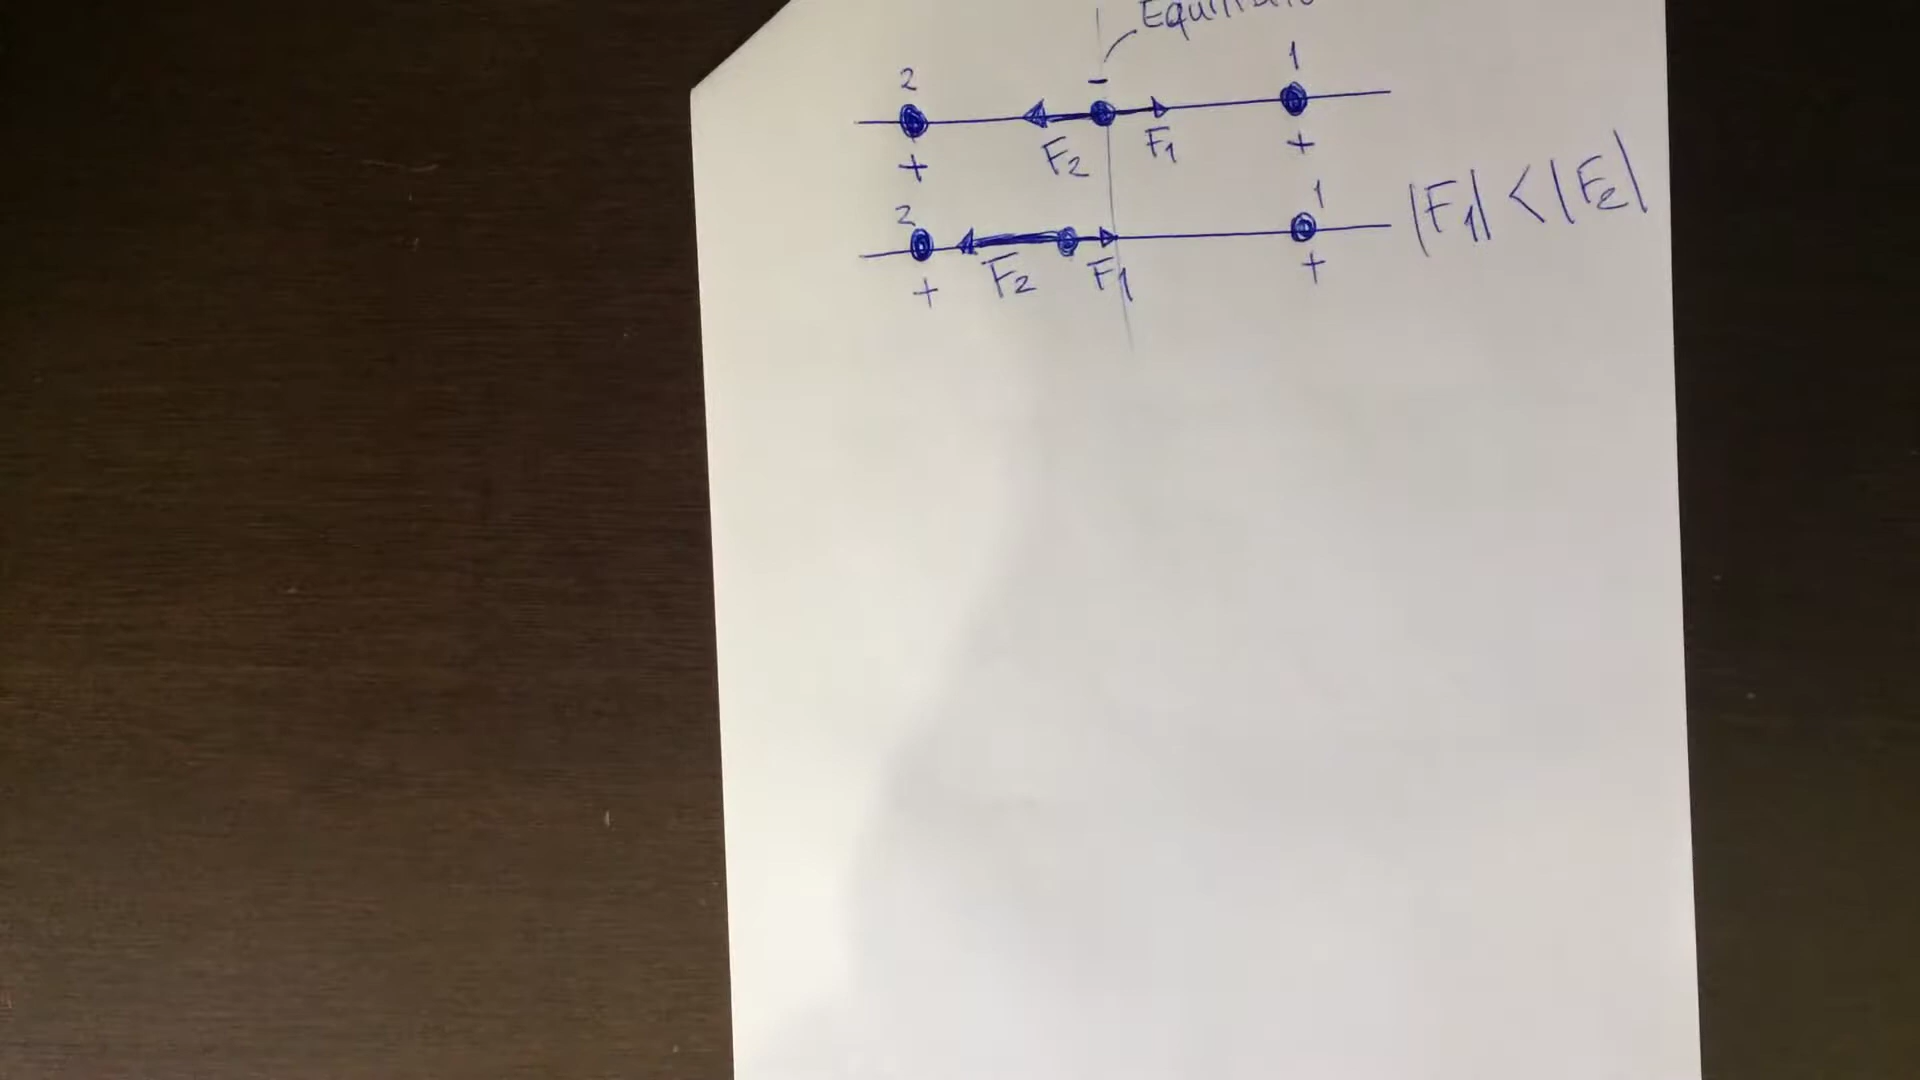 2 - 1
F2 F1
+ +
2 1
|F1| < |F2|
F2 F1
+ +